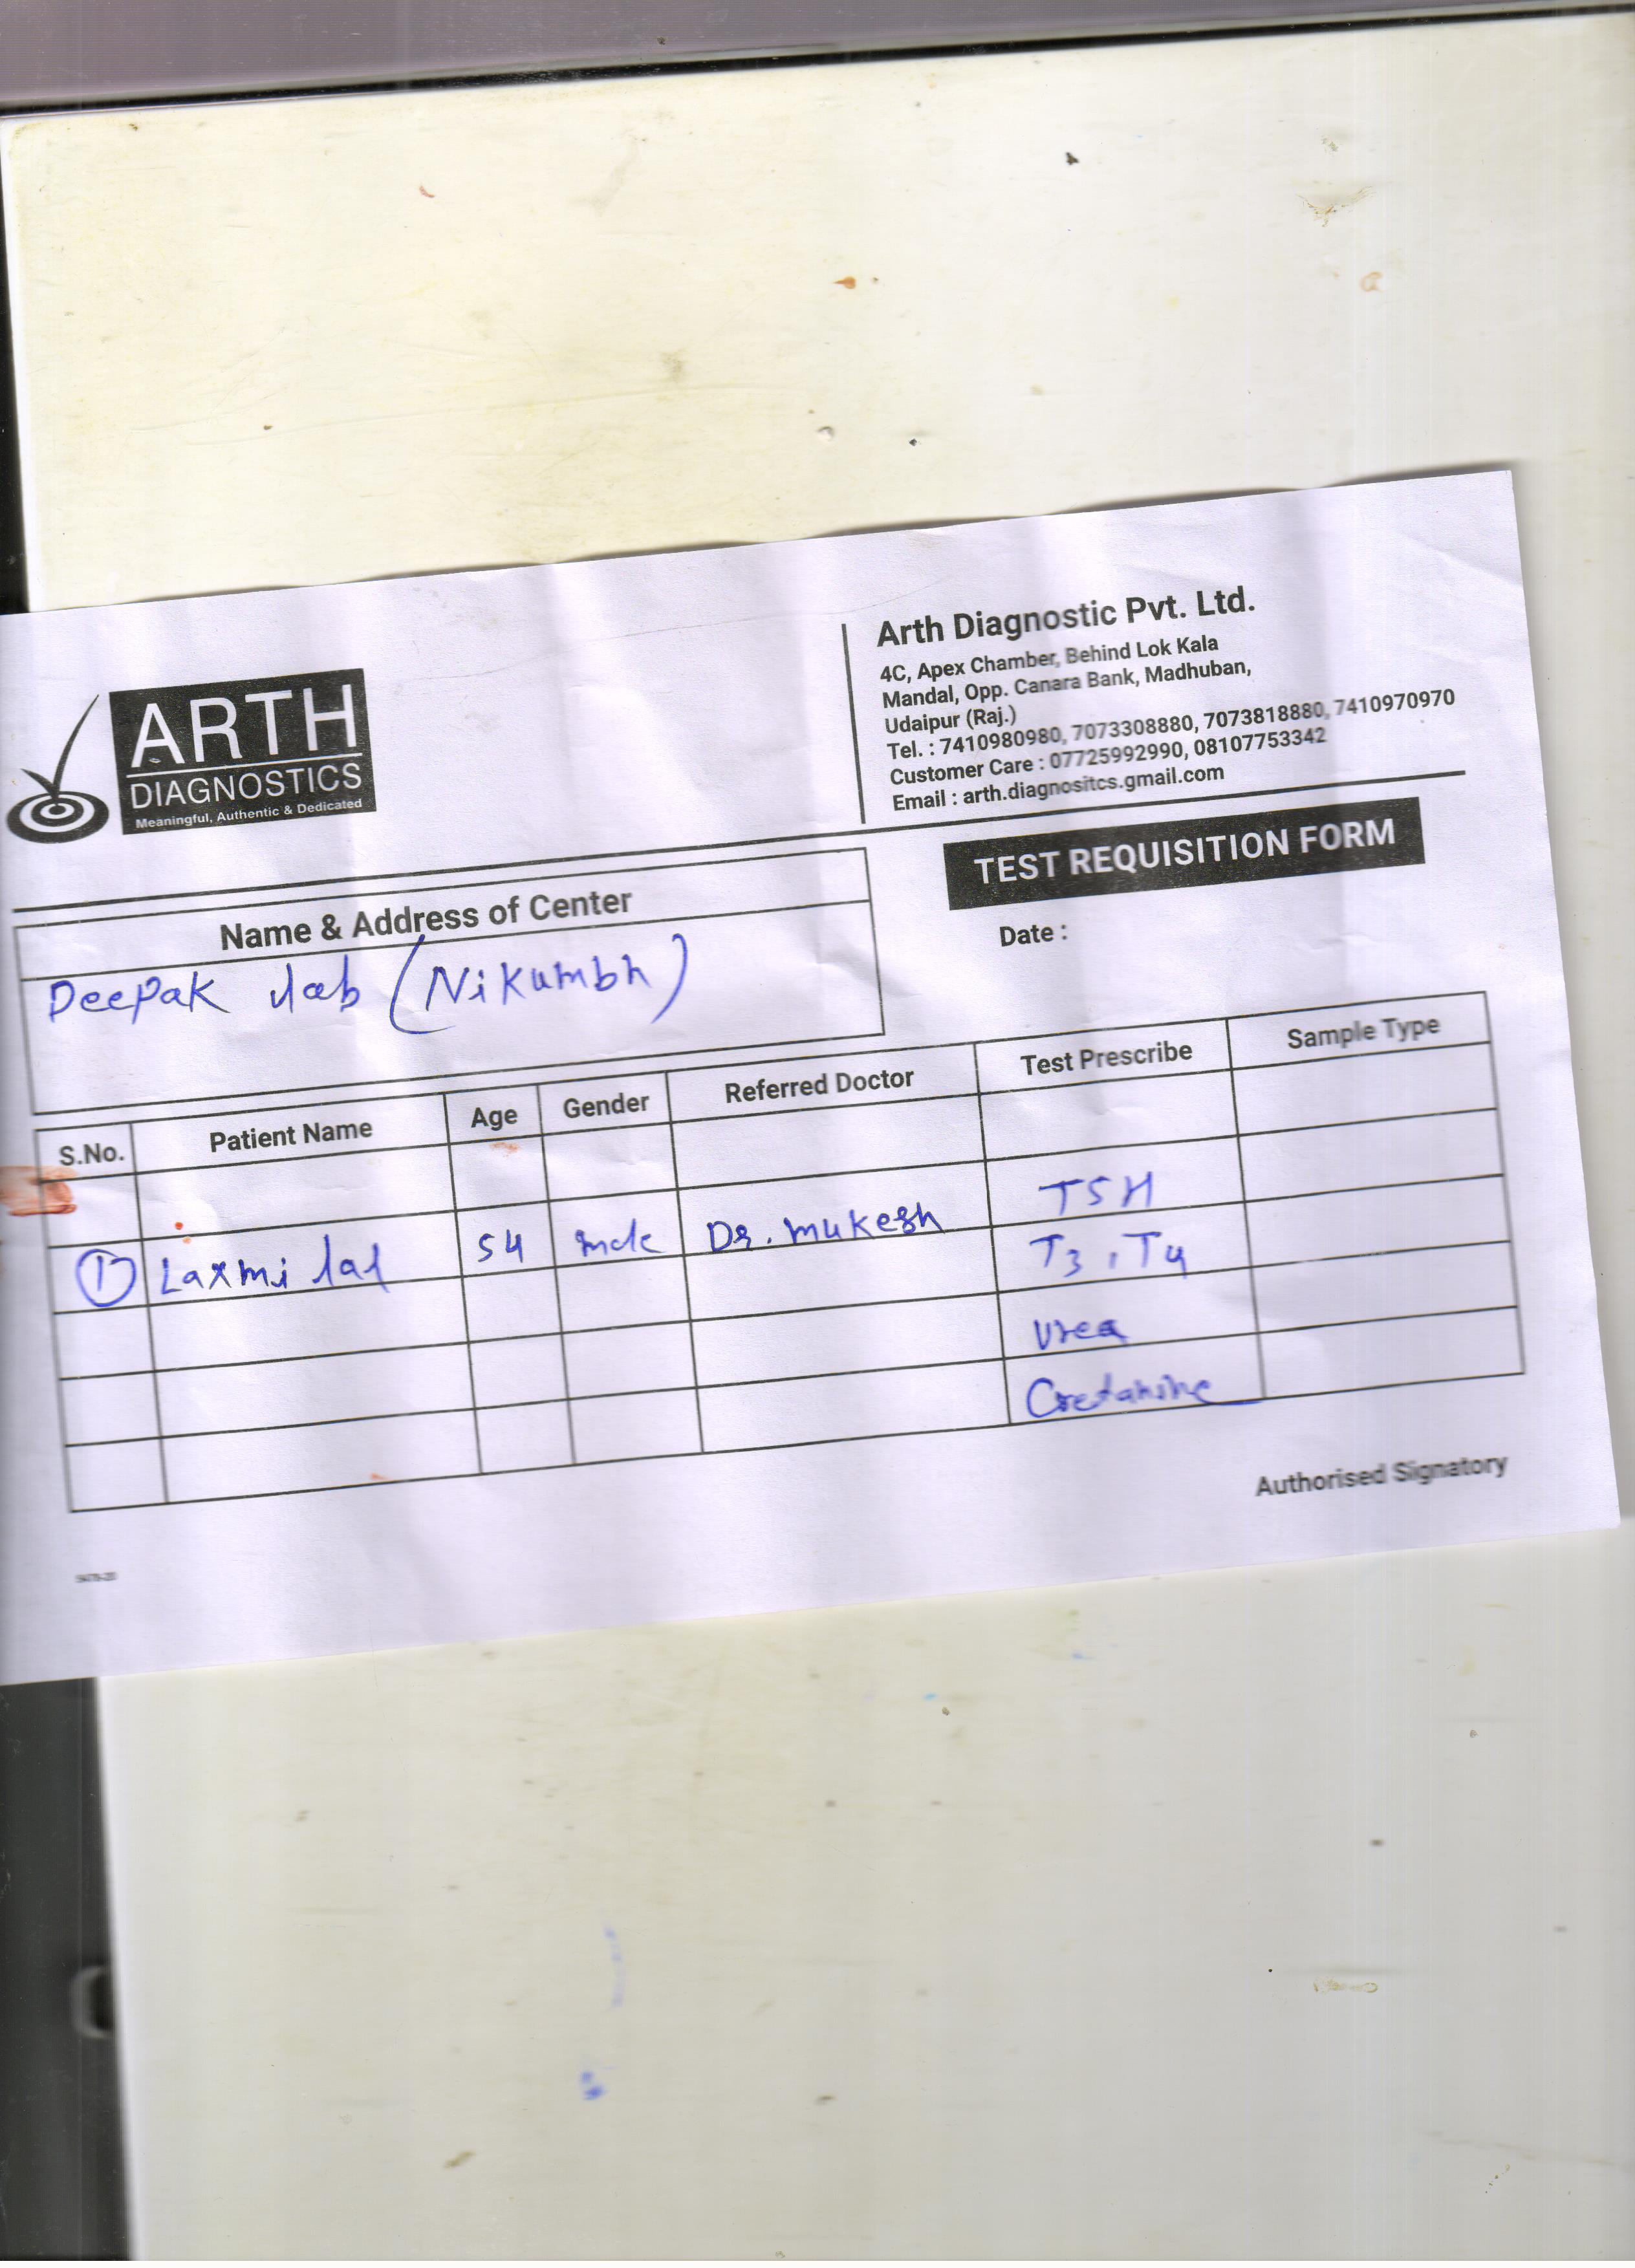 ARTH
DIAGNOSTICS
Meaningful, Authentic & Dedicated
Arth Diagnostic Pvt. Ltd.
4C, Apex Chamber, Behind Lok Kala
Mandal, Opp. Canara Bank, Madhuban,
Udaipur (Raj.)
Tel. : 7410980980, 7073308880, 7073818880, 7410970970
Customer Care : 07725992990, 08107753342
Email : arth.diagnositcs.gmail.com
TEST REQUISITION FORM
Date :
Name & Address of Center
Deepak lab (Nikumbh)
S.No. Patient Name Age Gender Referred Doctor Test Prescribe Sample Type
TSH
1 Laxmi lal 54 male Dr. Mukesh T3, T4
Urea
Cretanine
Authorised Signatory